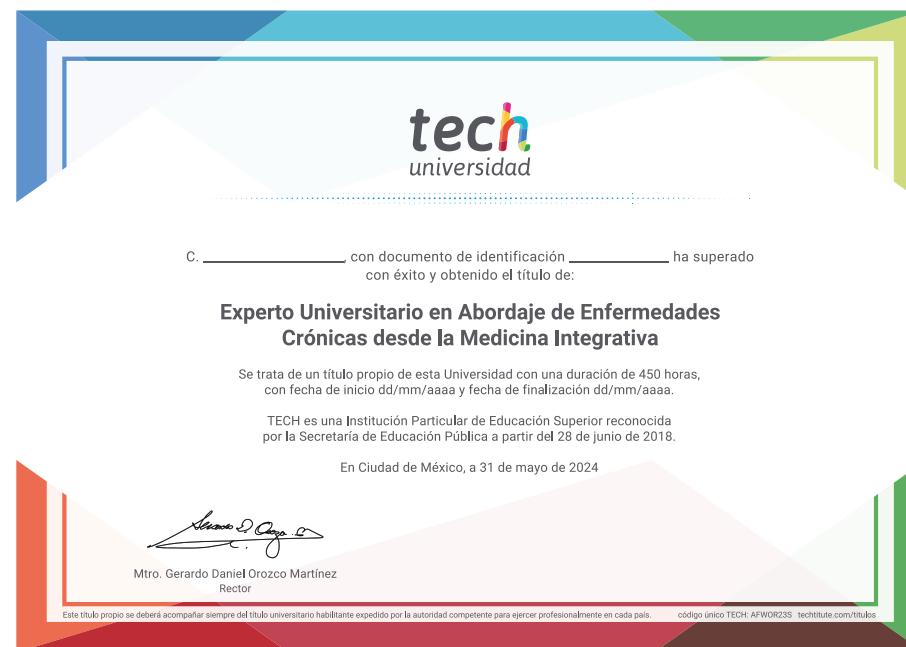 tech
universidad
C. ____________________, con documento de identificación ______________ ha superado
con éxito y obtenido el título de:
Experto Universitario en Abordaje de Enfermedades
Crónicas desde la Medicina Integrativa
Se trata de un título propio de esta Universidad con una duración de 450 horas,
con fecha de inicio dd/mm/aaaa y fecha de finalización dd/mm/aaaa.
TECH es una Institución Particular de Educación Superior reconocida
por la Secretaría de Educación Pública a partir del 28 de junio de 2018.
En Ciudad de México, a 31 de mayo de 2024
Mtro. Gerardo Daniel Orozco Martínez
Rector
Este título propio se deberá acompañar siempre del título universitario habilitante expedido por la autoridad competente para ejercer profesionalmente en cada país. código único TECH: AFWOR23S techtitute.com/titulos